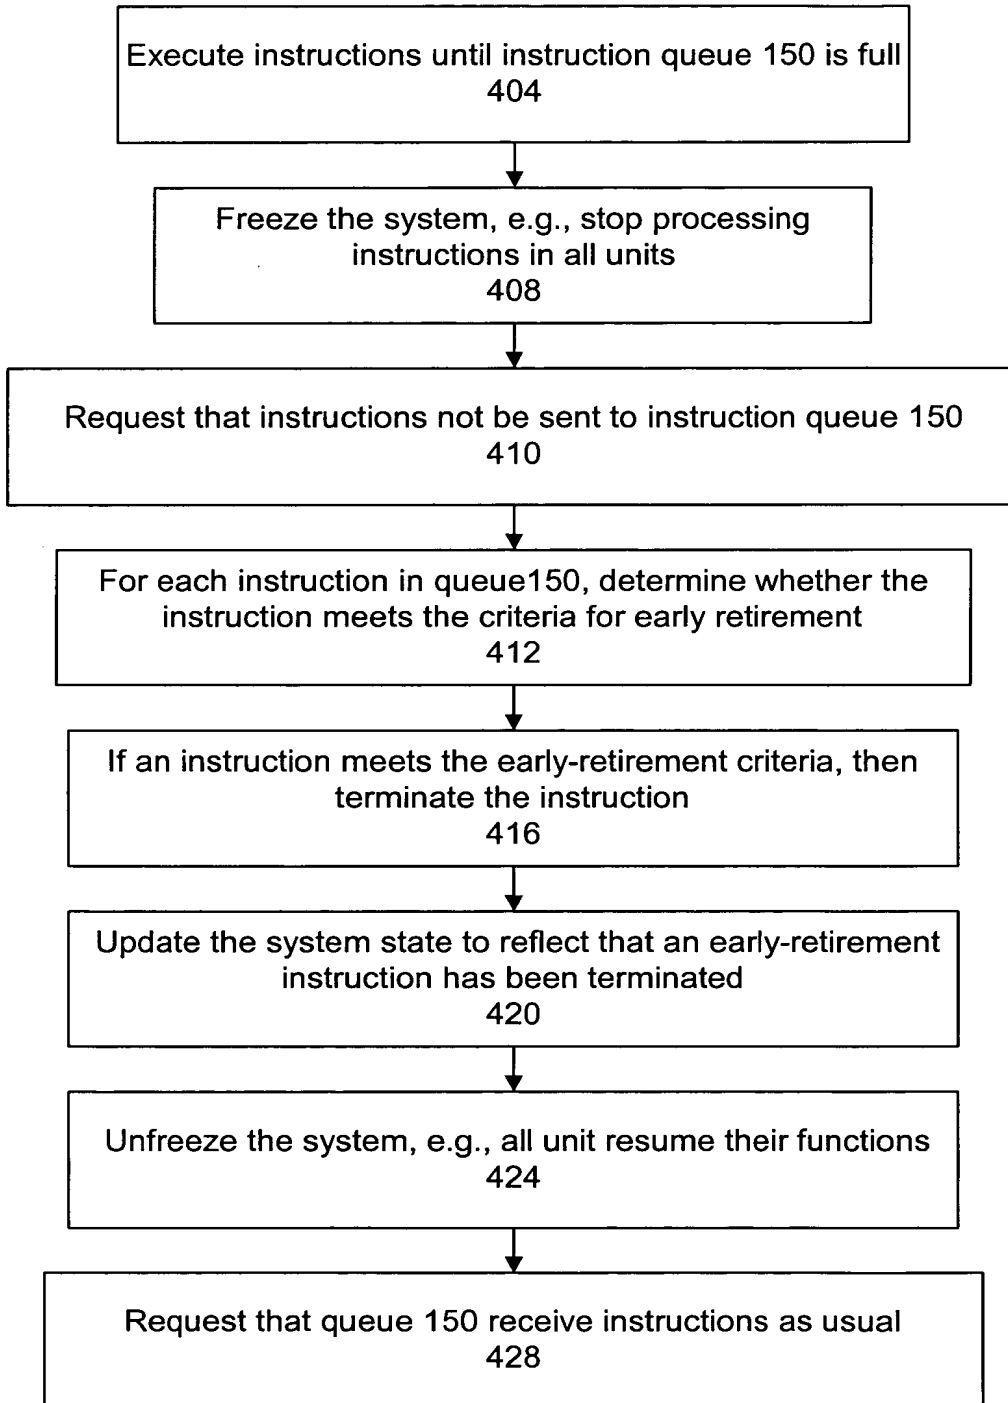 Execute instructions until instruction queue 150 is full
404
Freeze the system, e.g., stop processing
instructions in all units
408
Request that instructions not be sent to instruction queue 150
410
For each instruction in queue150, determine whether the
instruction meets the criteria for early retirement
412
If an instruction meets the early-retirement criteria, then
terminate the instruction
416
Update the system state to reflect that an early-retirement
instruction has been terminated
420
Unfreeze the system, e.g., all unit resume their functions
424
Request that queue 150 receive instructions as usual
428